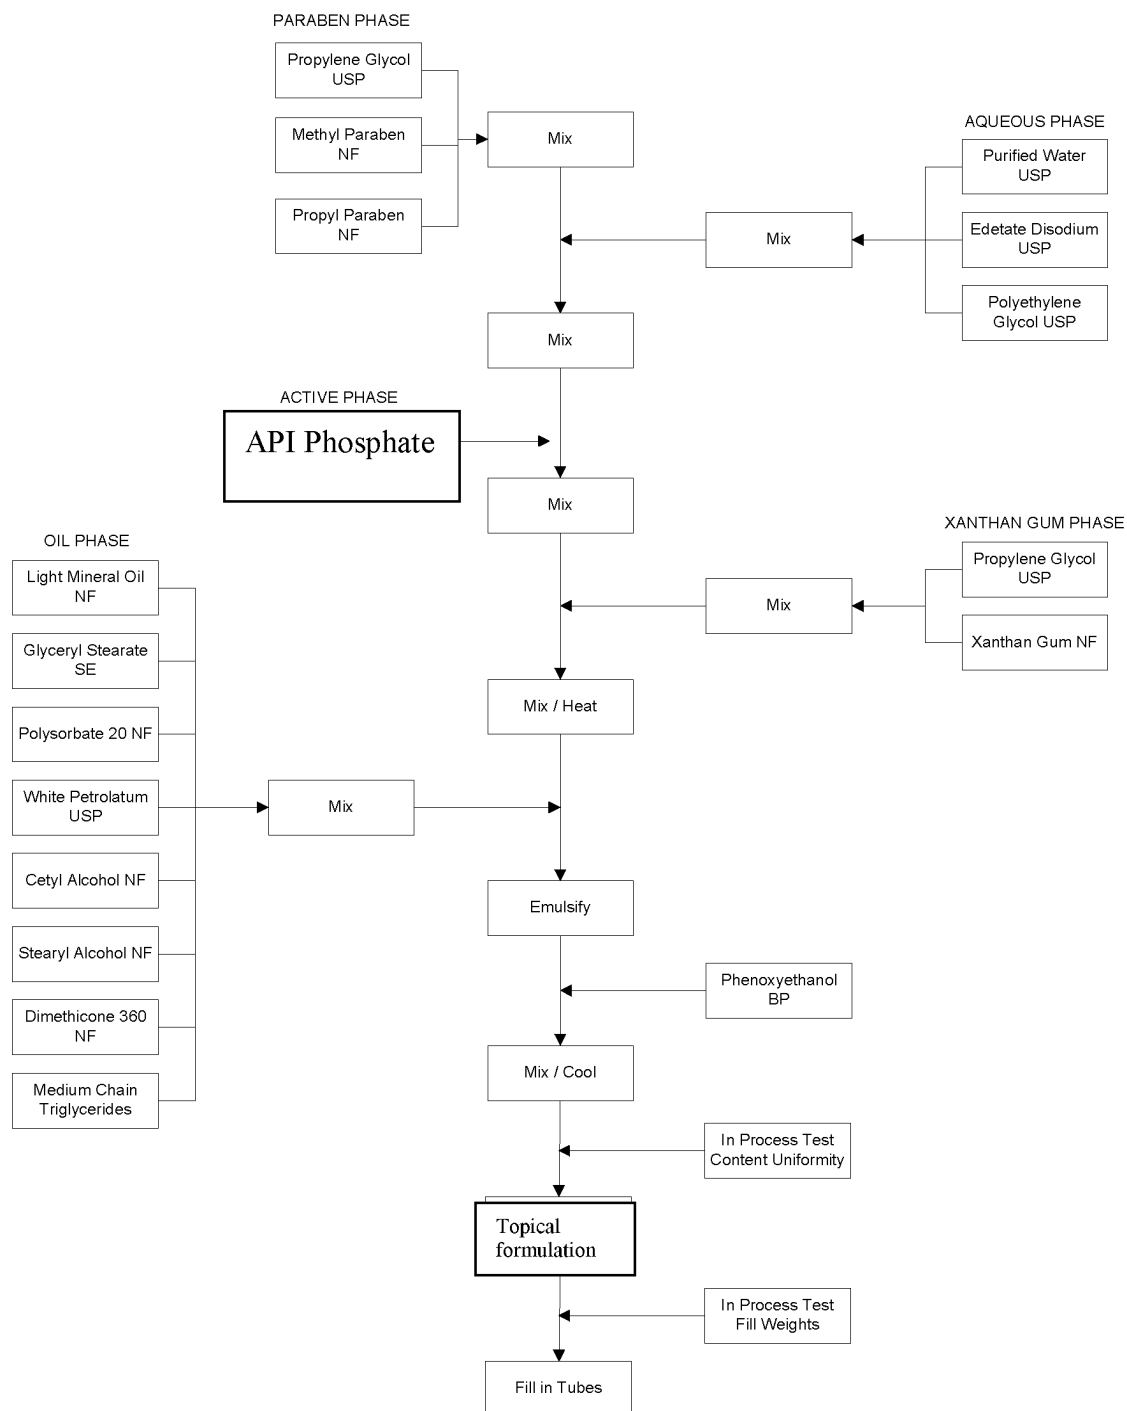 PARABEN PHASE
Propylene Glycol
USP
Methyl Paraben
NF
Propyl Paraben
NF
Mix
AQUEOUS PHASE
Purified Water
USP
Edetate Disodium
USP
Polyethylene
Glycol USP
Mix
Mix
ACTIVE PHASE
API Phosphate
Mix
XANTHAN GUM PHASE
Propylene Glycol
USP
Xanthan Gum NF
Mix
OIL PHASE
Light Mineral Oil
NF
Glyceryl Stearate
SE
Polysorbate 20 NF
White Petrolatum
USP
Cetyl Alcohol NF
Stearyl Alcohol NF
Dimethicone 360
NF
Medium Chain
Triglycerides
Mix
Mix / Heat
Emulsify
Phenoxyethanol
BP
Mix / Cool
In Process Test
Content Uniformity
Topical
formulation
In Process Test
Fill Weights
Fill in Tubes